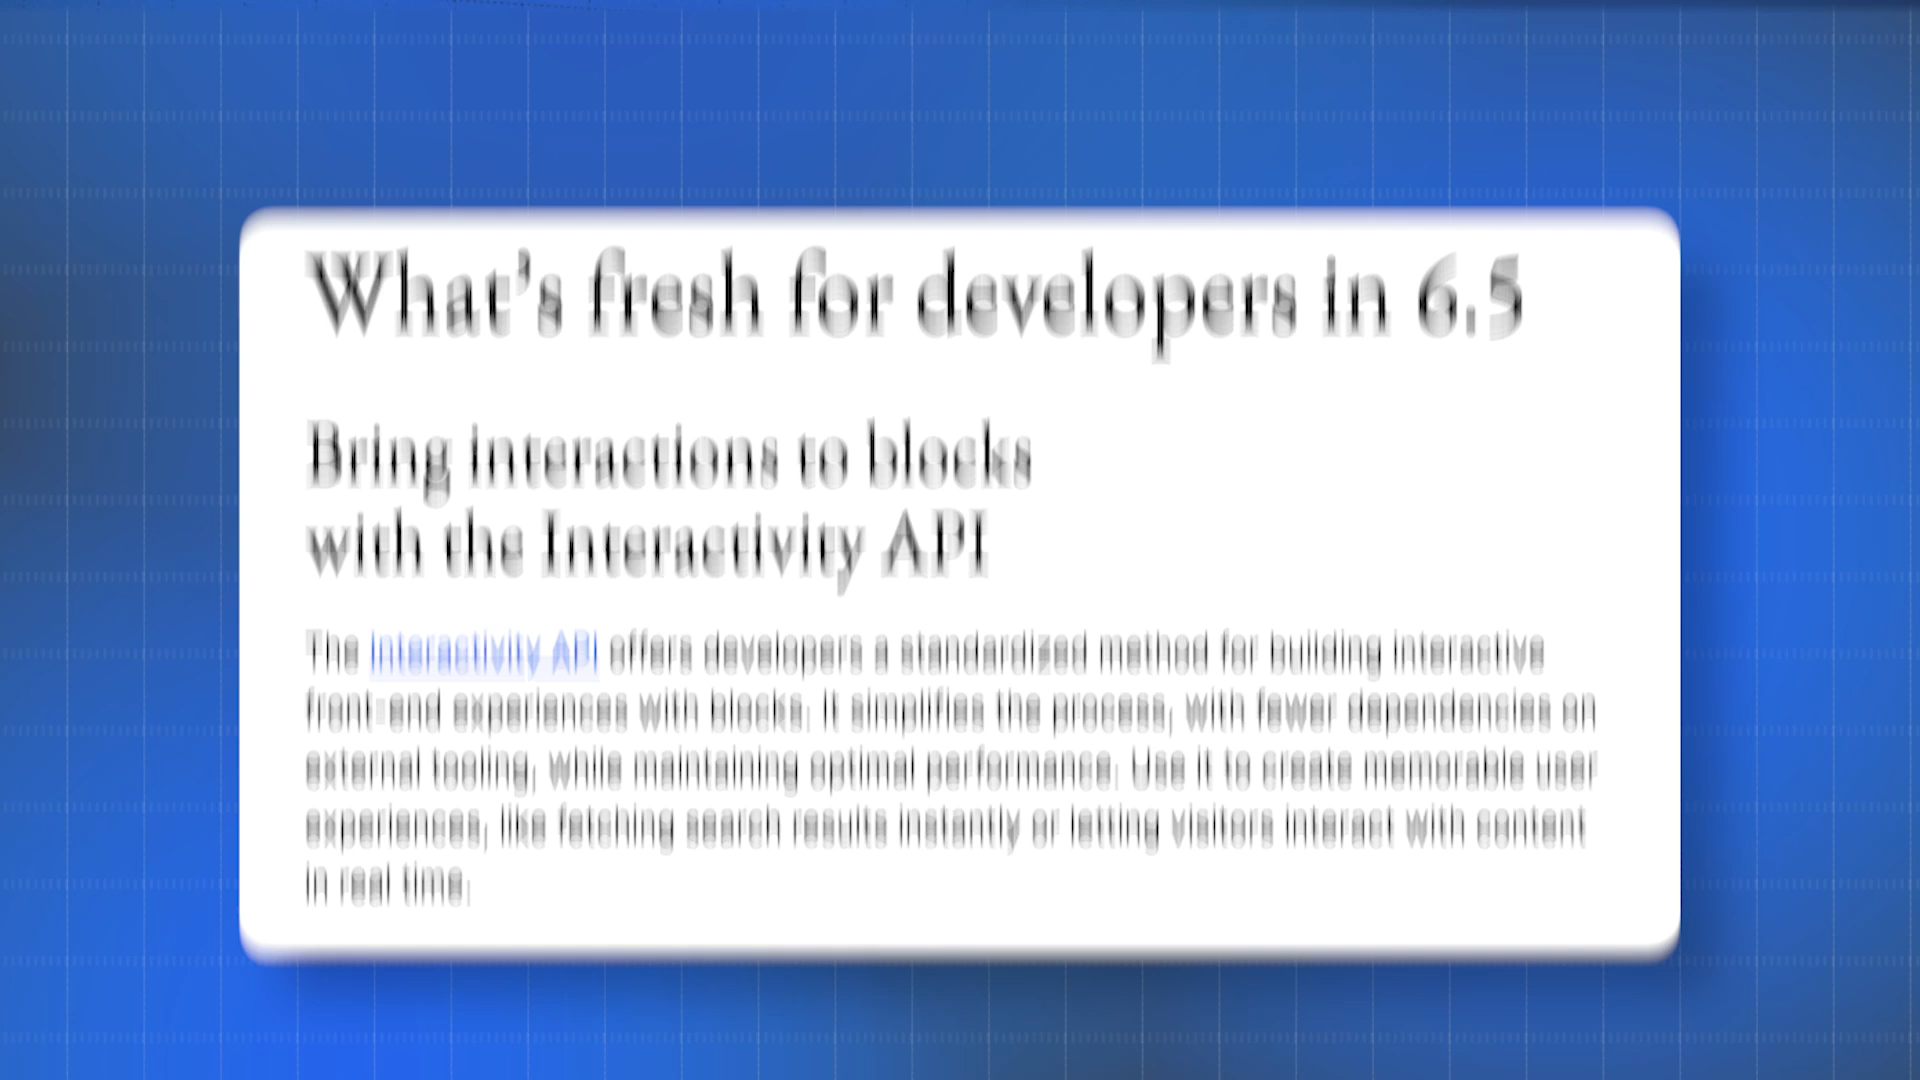 What's fresh for developers in 6.5
Bring interactions to blocks
with the Interactivity API
The Interactivity API offers developers a standardized method for building interactive
front-end experiences with blocks. It simplifies the process, with fewer dependencies on
external tooling, while maintaining optimal performance. Use it to create memorable user
experiences, like fetching search results instantly or letting visitors interact with content
in real time.